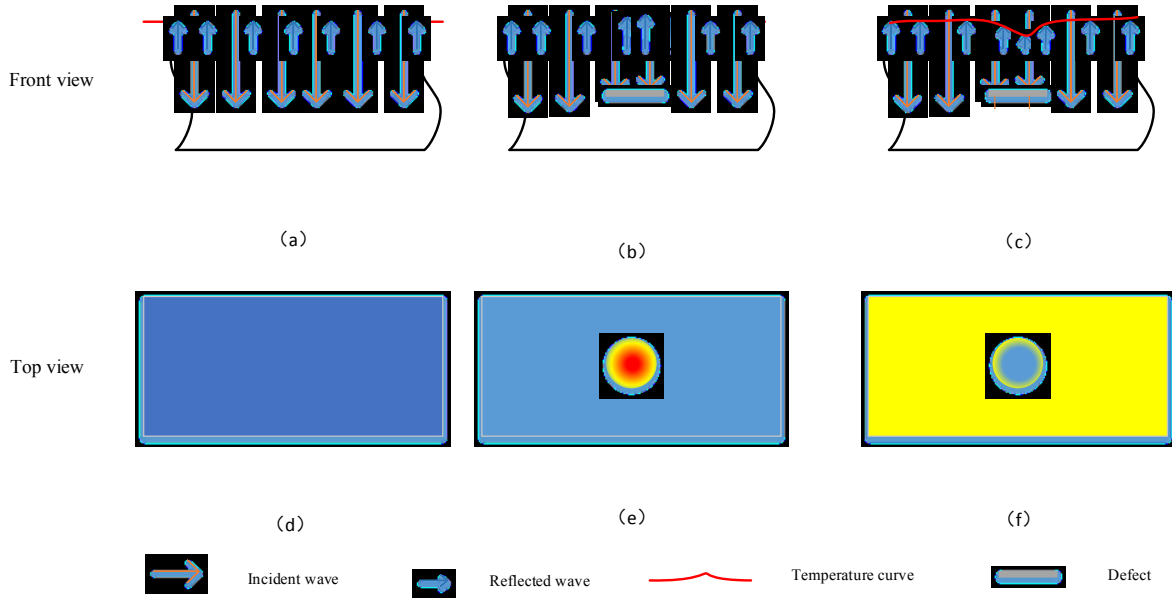 Front view
(a)
(b)
(c)
Top view
(d)
(e)
(f)
Incident wave
Reflected wave
Temperature curve
Defect